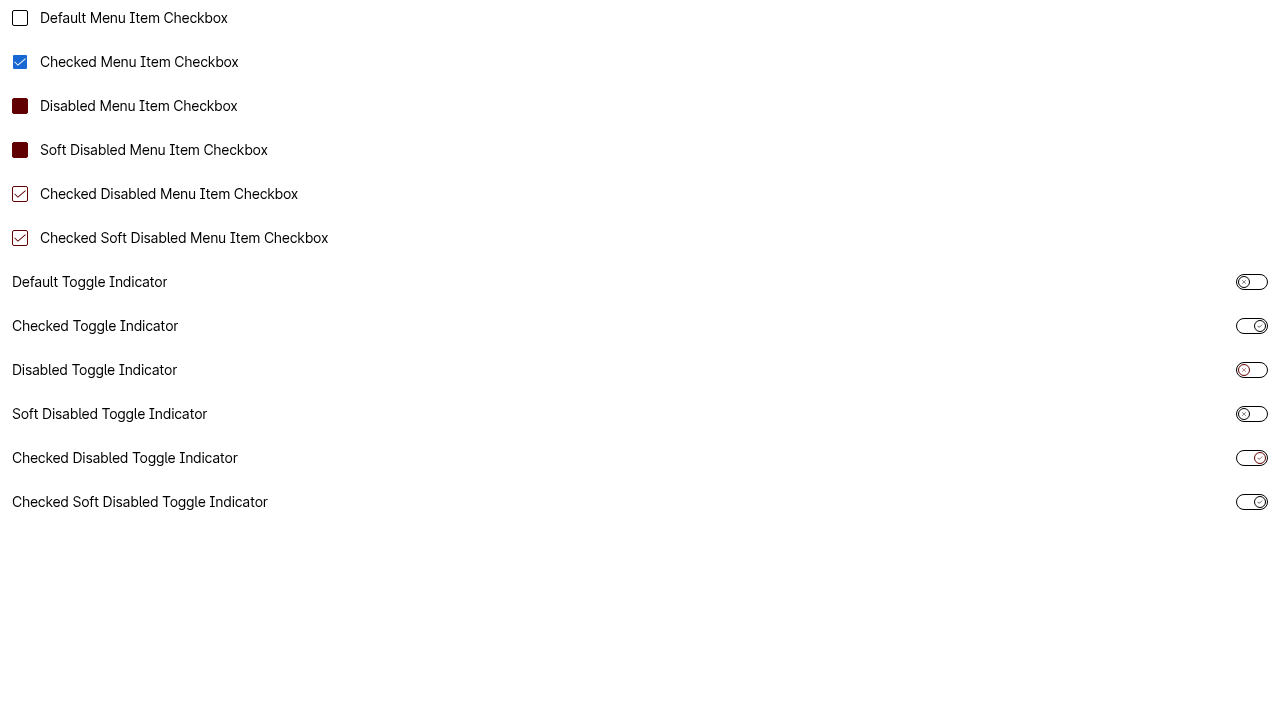 Default Menu Item Checkbox
Checked Menu Item Checkbox
Disabled Menu Item Checkbox
Soft Disabled Menu Item Checkbox
Checked Disabled Menu Item Checkbox
Checked Soft Disabled Menu Item Checkbox
Default Toggle Indicator
Checked Toggle Indicator
Disabled Toggle Indicator
Soft Disabled Toggle Indicator
Checked Disabled Toggle Indicator
Checked Soft Disabled Toggle Indicator